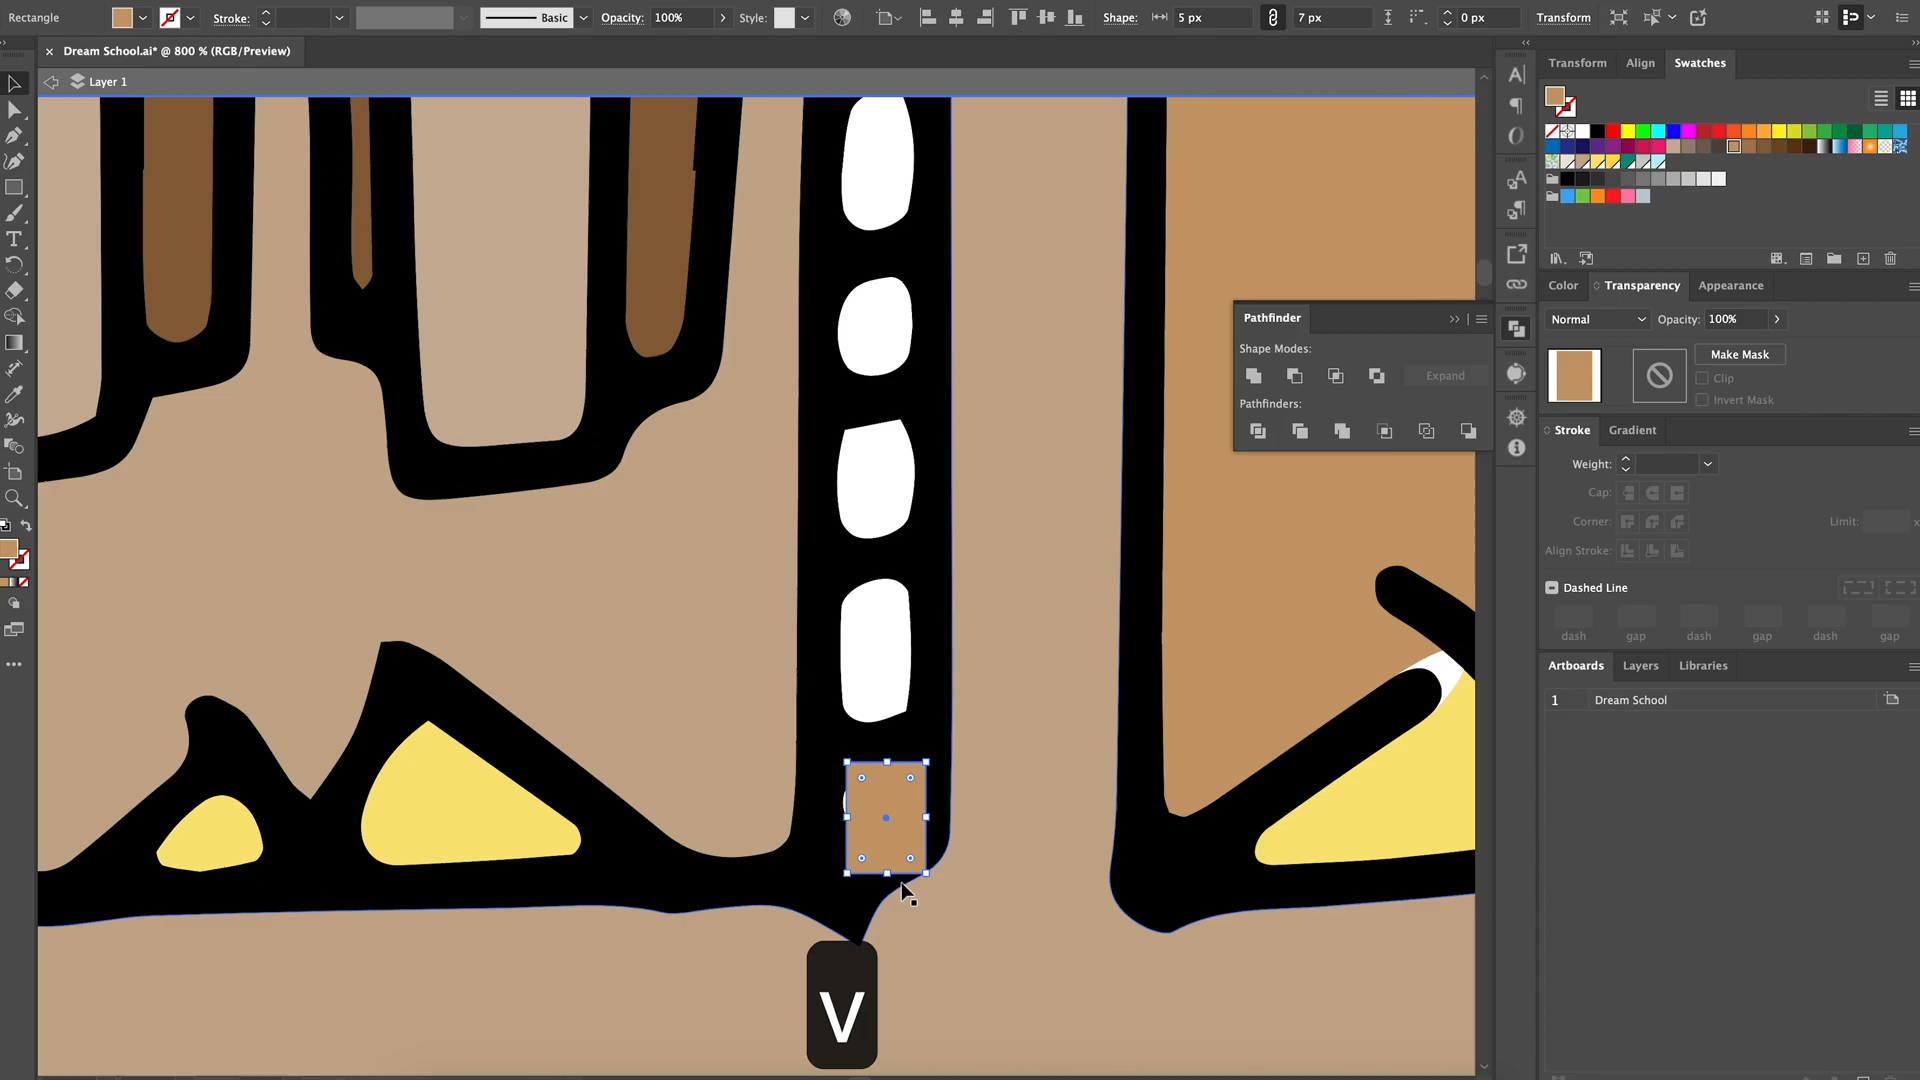 Rectangle Stroke: Basic Opacity: 100% Style: Shape: 5 px 7 px 0 px Transform
× Dream School.ai* @ 800 % (RGB/Preview)
Layer 1
Transform Align Swatches
Color Transparency Appearance
Normal Opacity: 100%
Make Mask
Clip
Invert Mask
Pathfinder
Shape Modes:
Expand
Pathfinders:
Stroke Gradient
Weight:
Cap:
Corner: Limit: x
Align Stroke:
Dashed Line
dash gap dash gap dash gap
Artboards Layers Libraries
1 Dream School
V